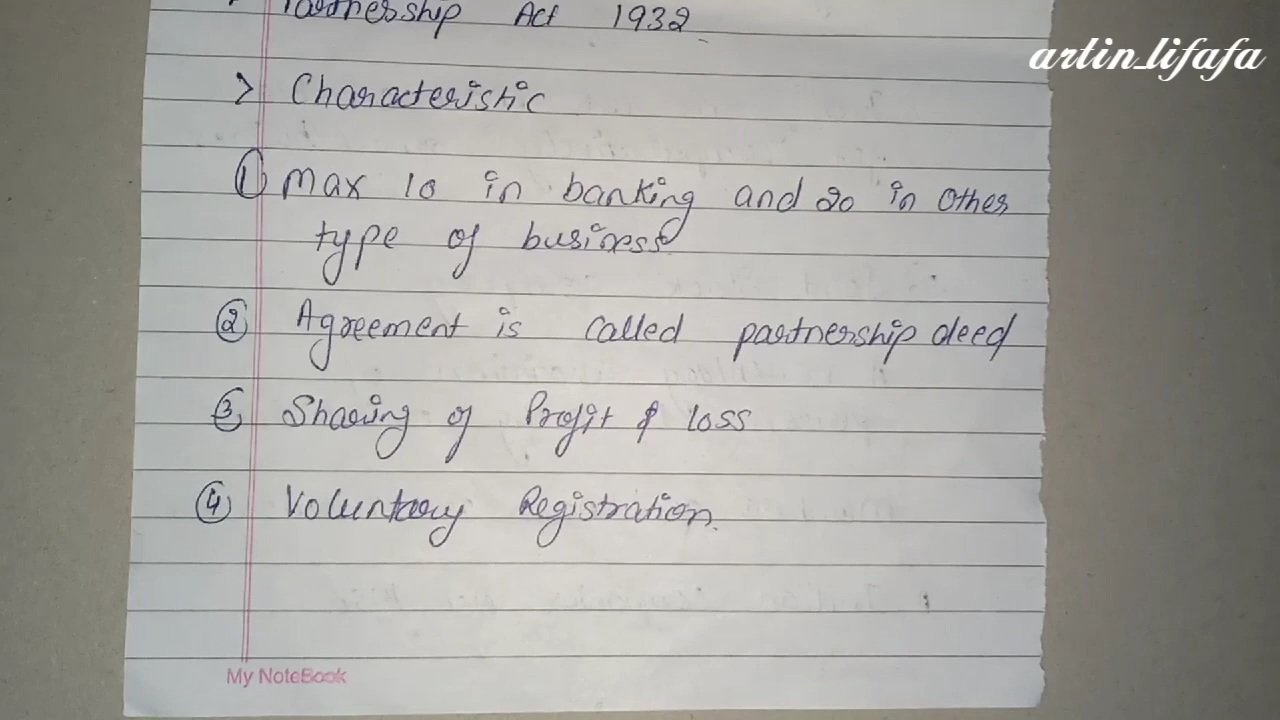 Partnership Act 1932
artin_lifafa
> Characteristic
① Max 10 in banking and 20 in other
type of business
② Agreement is called partnership deed
③ Sharing of Profit & loss
④ Voluntary Registration.
My NoteBook